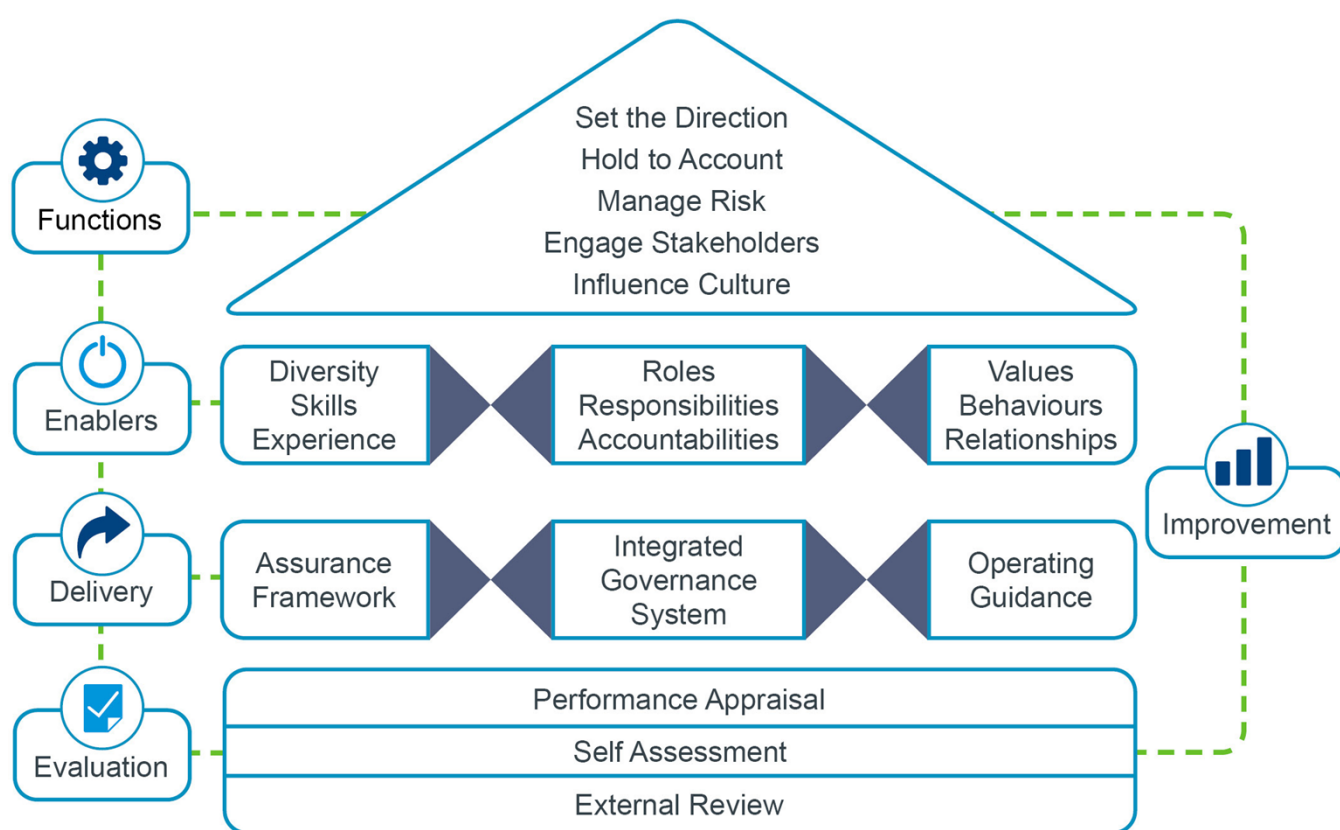 Set the Direction
Hold to Account
Manage Risk
Engage Stakeholders
Influence Culture
Functions
Enablers
Diversity
Skills
Experience
Roles
Responsibilities
Accountabilities
Values
Behaviours
Relationships
Delivery
Assurance
Framework
Integrated
Governance
System
Operating
Guidance
Improvement
Evaluation
Performance Appraisal
Self Assessment
External Review